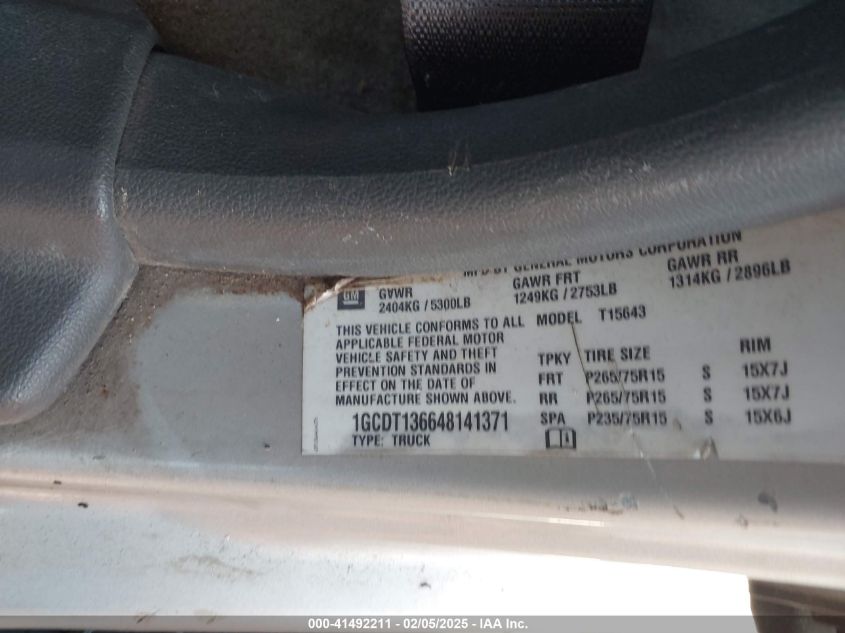 MFD BY GENERAL MOTORS CORPORATION
GM
GVWR GAWR FRT GAWR RR
2404KG / 5300LB 1249KG / 2753LB 1314KG / 2896LB
THIS VEHICLE CONFORMS TO ALL
APPLICABLE FEDERAL MOTOR
VEHICLE SAFETY AND THEFT
PREVENTION STANDARDS IN
EFFECT ON THE DATE OF
MANUFACTURE SHOWN ABOVE.
1GCDT136648141371
TYPE: TRUCK
MODEL T15643
TPKY TIRE SIZE RIM
FRT P265/75R15 S 15X7J
RR P265/75R15 S 15X7J
SPA P235/75R15 S 15X6J
000-41492211 - 02/05/2025 - IAA Inc.